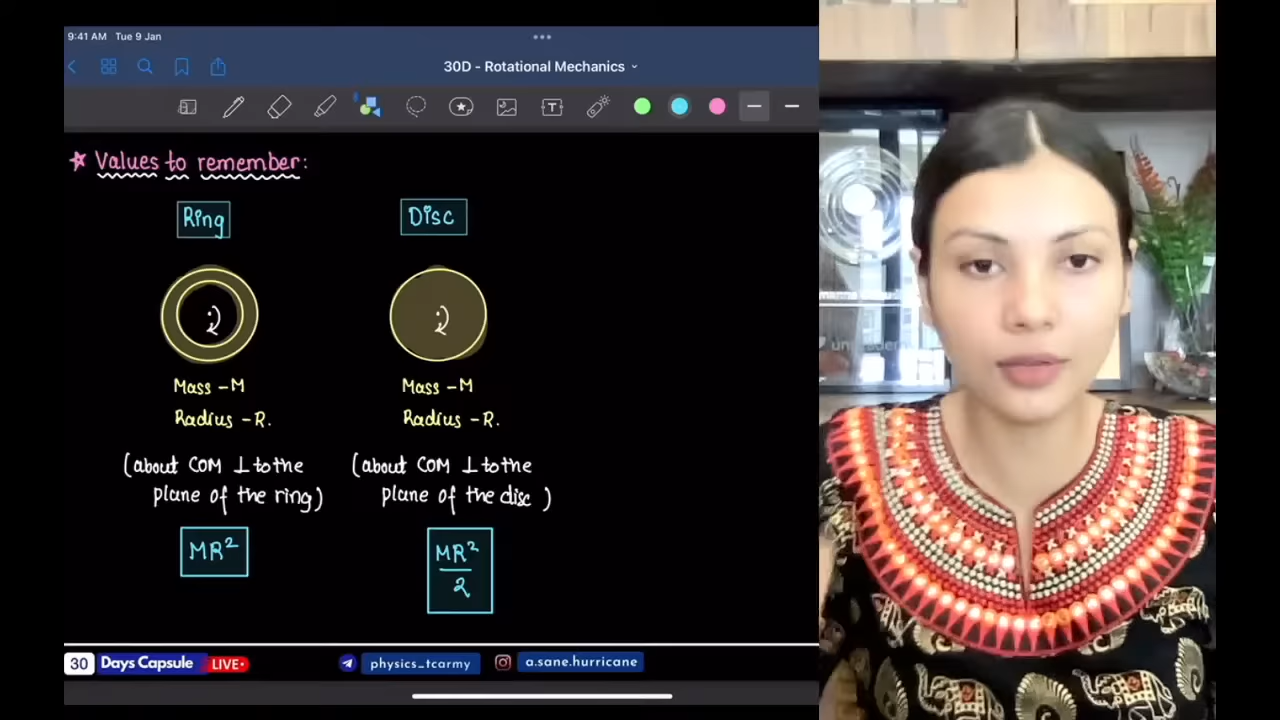 9:41 AM Tue 9 Jan
30D - Rotational Mechanics
T
Values to remember:
Ring
Disc
Mass - M
Radius - R.
Mass - M
Radius - R.
(about COM ⊥ to the
plane of the ring)
(about COM ⊥ to the
plane of the disc)
MR²
MR²
2
30 Days Capsule LIVE
physics_tcarmy
a.sane.hurricane